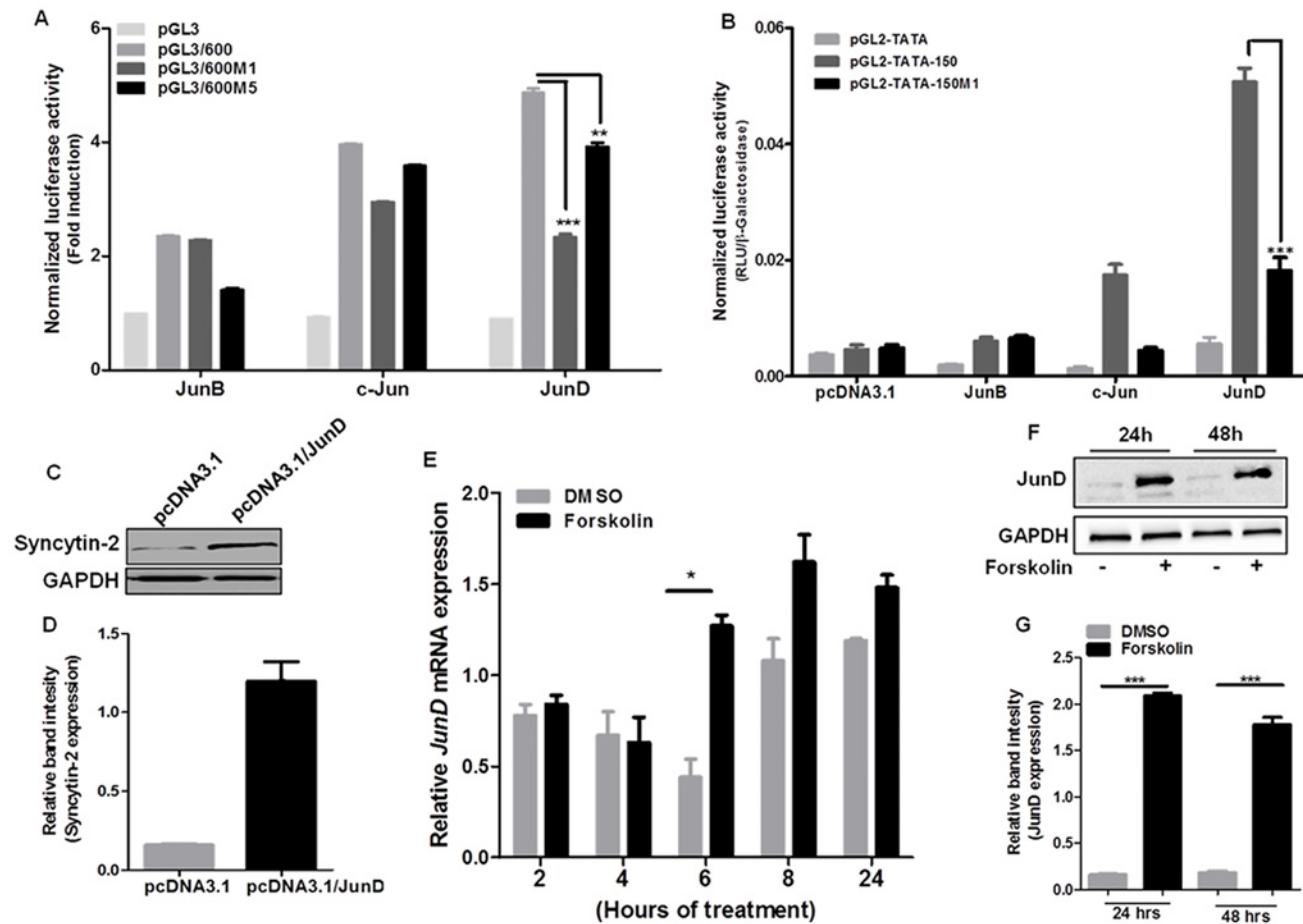 A
pGL3
pGL3/600
pGL3/600M1
pGL3/600M5
Normalized luciferase activity
(Fold Induction)
6
4
2
0
**
***
JunB
c-Jun
JunD
B
pGL2-TATA
pGL2-TATA-150
pGL2-TATA-150M1
Normalized luciferase activity
(RLU/β-Galactosidase)
0.06
0.04
0.02
0.00
***
pcDNA3.1
JunB
c-Jun
JunD
C
pcDNA3.1
pcDNA3.1/JunD
Syncytin-2
GAPDH
D
Relative band intesity
(Syncytin-2 expression)
1.5
1.0
0.5
0.0
pcDNA3.1
pcDNA3.1/JunD
E
DMSO
Forskolin
Relative JunD mRNA expression
2.0
1.5
1.0
0.5
0.0
*
2
4
6
8
24
(Hours of treatment)
F
24h
48h
JunD
GAPDH
Forskolin - + - +
G
DMSO
Forskolin
Relative band intesity
(JunD expression)
2.5
2.0
1.5
1.0
0.5
0.0
***
***
24 hrs
48 hrs